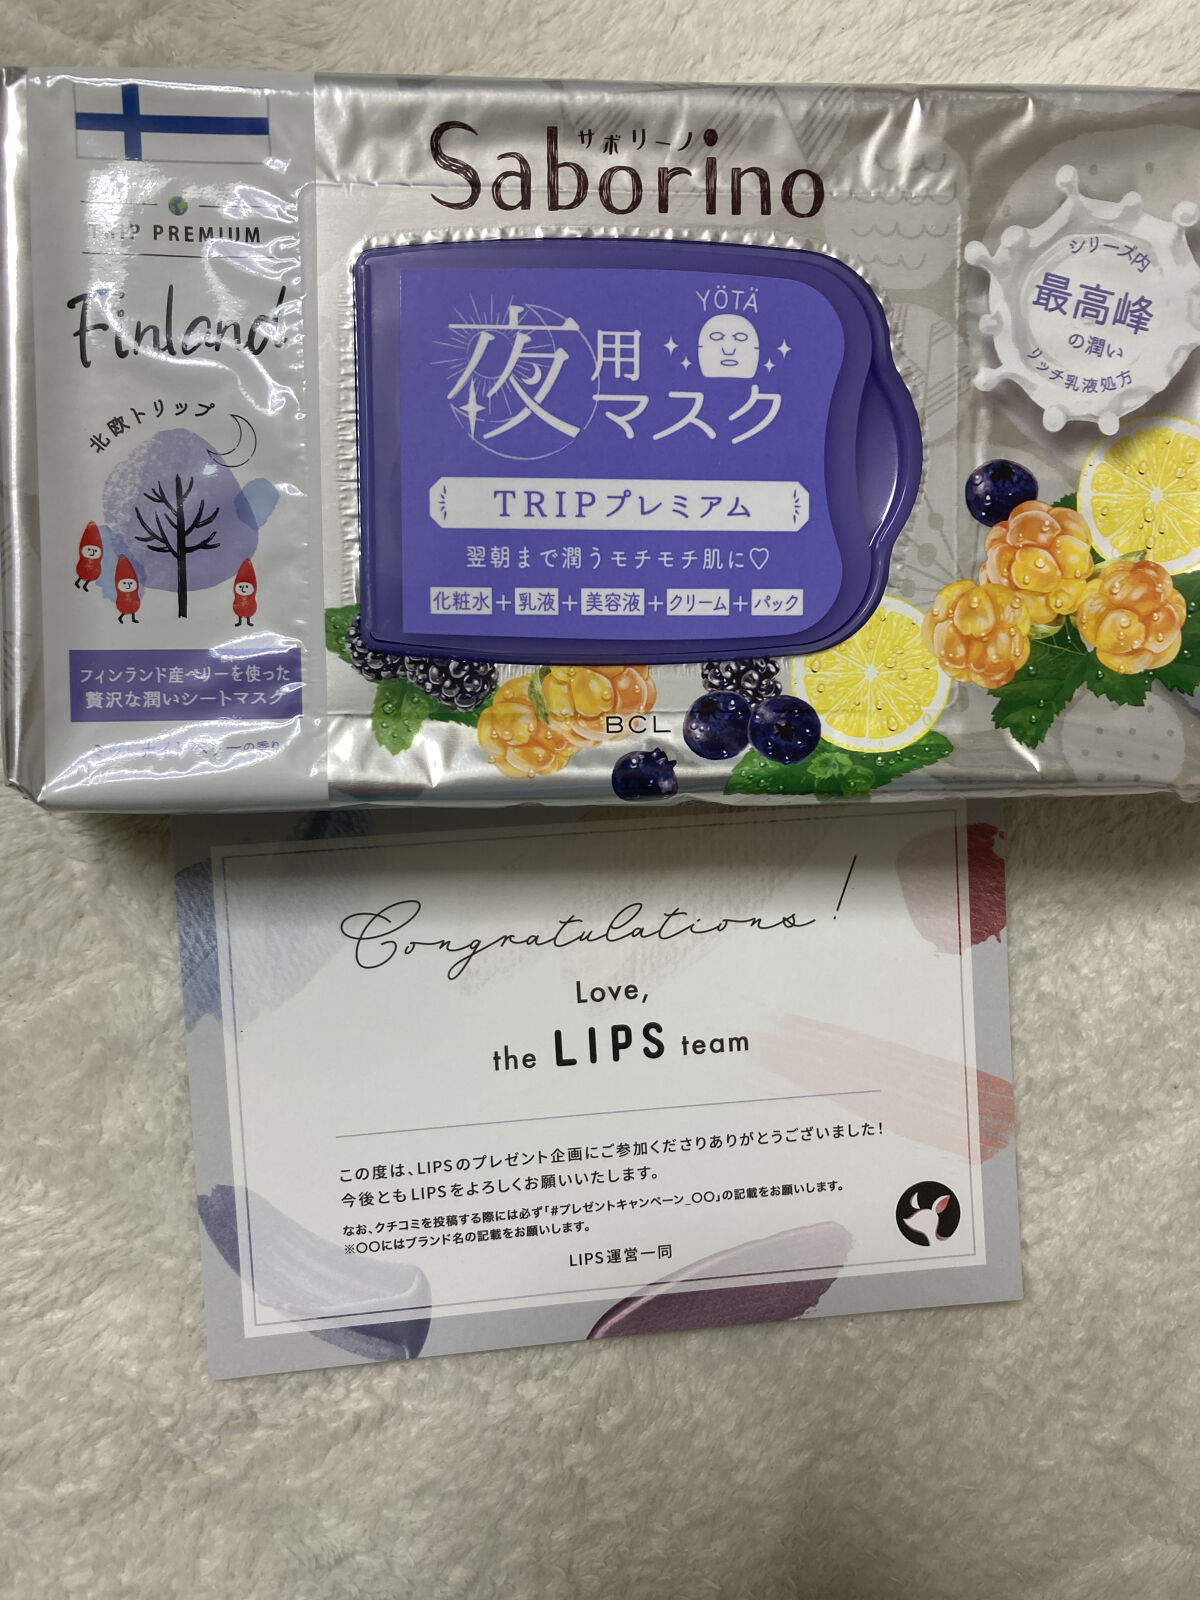 サボリーノ
Saborino
TRIP PREMIUM
Finland
北欧トリップ
フィンランド産ベリーを使った
贅沢な潤いシートマスク
ーの香り
YÖTÄ
夜用
マスク
TRIPプレミアム
翌朝まで潤うモチモチ肌に♡
化粧水+乳液+美容液+クリーム+パック
シリーズ内
最高峰
の潤い
リッチ乳液処方
BCL
Congratulations!
Love,
the LIPS team
この度は、LIPSのプレゼント企画にご参加くださりありがとうございました!
今後ともLIPSをよろしくお願いいたします。
なお、クチコミを投稿する際には必ず「#プレゼントキャンペーン_〇〇」の記載をお願いします。
※〇〇にはブランド名の記載をお願いします。
LIPS運営一同